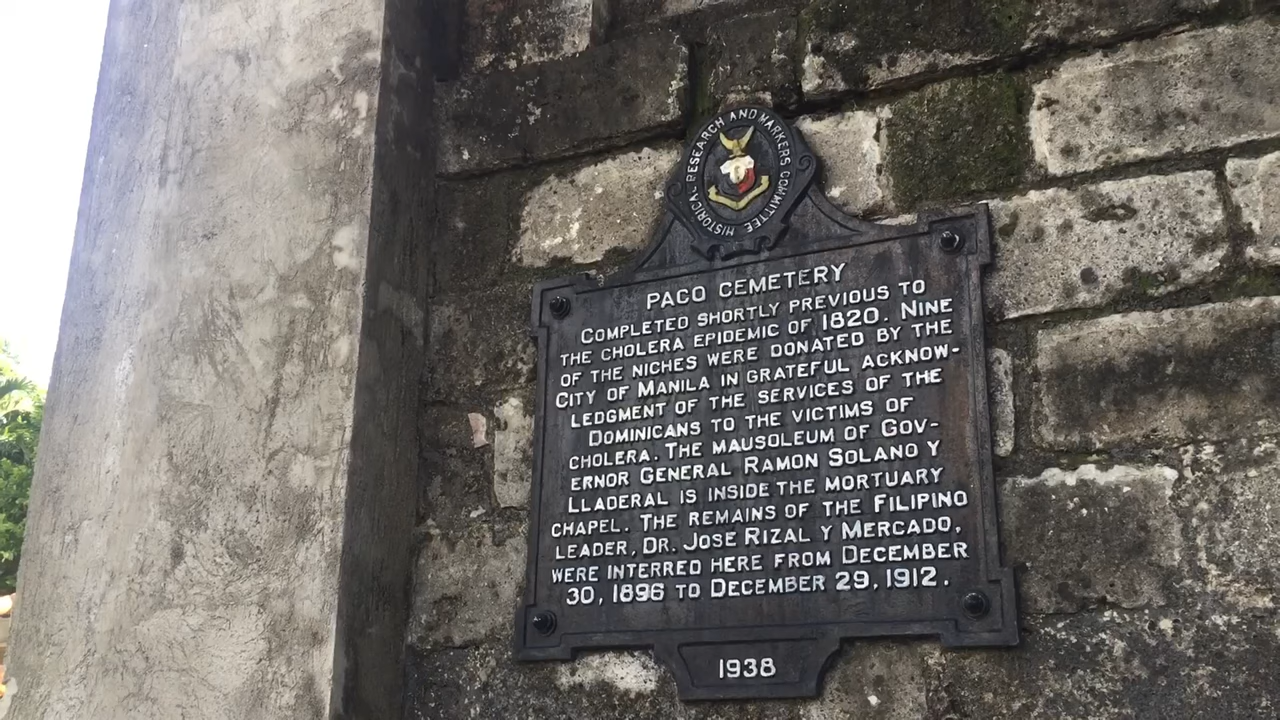 HISTORICAL RESEARCH AND MARKERS COMMITTEE
PACO CEMETERY
COMPLETED SHORTLY PREVIOUS TO
THE CHOLERA EPIDEMIC OF 1820. NINE
OF THE NICHES WERE DONATED BY THE
CITY OF MANILA IN GRATEFUL ACKNOW-
LEDGMENT OF THE SERVICES OF THE
DOMINICANS TO THE VICTIMS OF
CHOLERA. THE MAUSOLEUM OF GOV-
ERNOR GENERAL RAMON SOLANO Y
LLADERAL IS INSIDE THE MORTUARY
CHAPEL. THE REMAINS OF THE FILIPINO
LEADER, DR. JOSE RIZAL Y MERCADO,
WERE INTERRED HERE FROM DECEMBER
30, 1896 TO DECEMBER 29, 1912.
1938